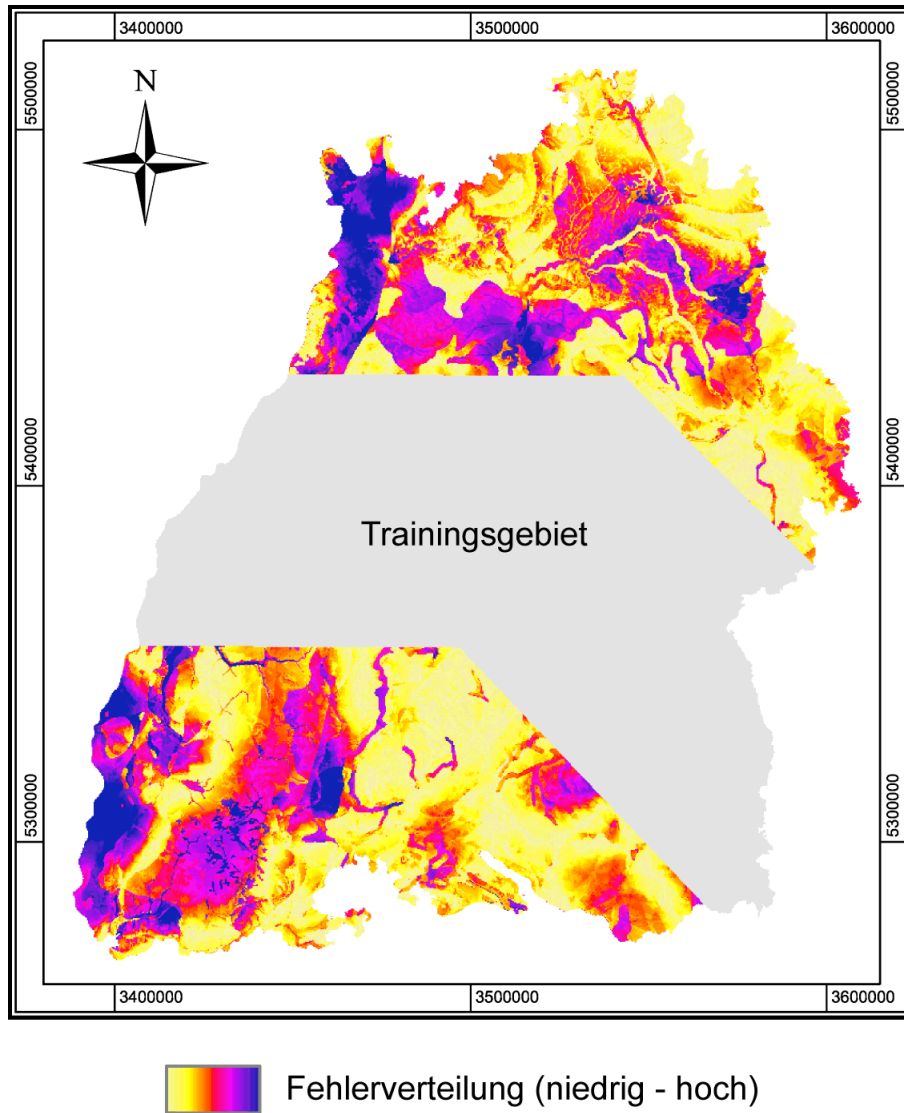 3400000 3500000 3600000
N
5500000 5500000
5400000 5400000
Trainingsgebiet
5300000 5300000
3400000 3500000 3600000
Fehlerverteilung (niedrig - hoch)